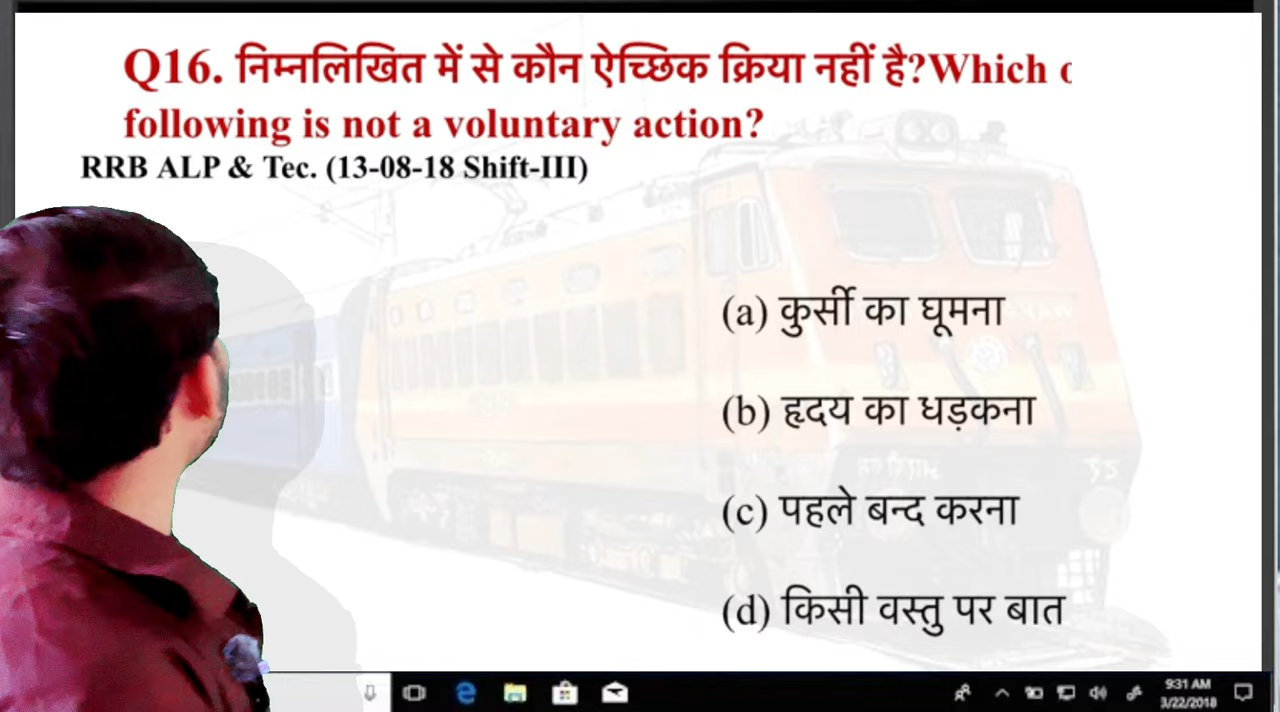 Q16. निम्नलिखित में से कौन ऐच्छिक क्रिया नहीं है?Which
following is not a voluntary action?
RRB ALP & Tec. (13-08-18 Shift-III)
(a) कुर्सी का घूमना
(b) हृदय का धड़कना
(c) पहले बन्द करना
(d) किसी वस्तु पर बात
9:31 AM
3/22/2018